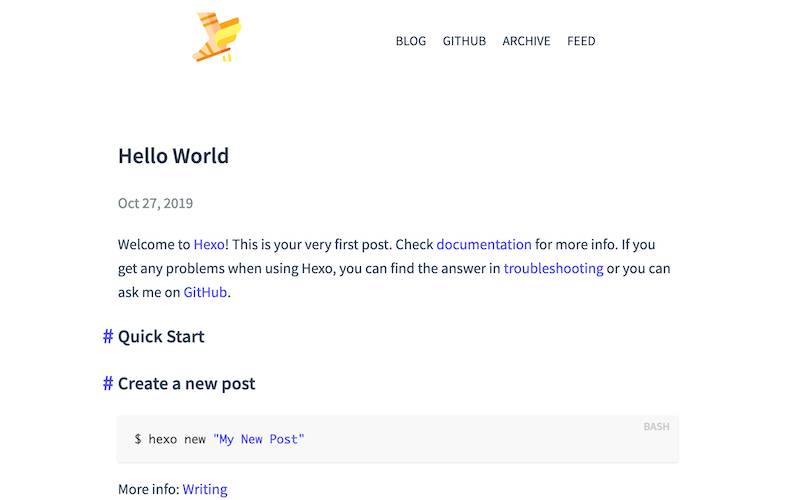 BLOG GITHUB ARCHIVE FEED
Hello World
Oct 27, 2019
Welcome to Hexo! This is your very first post. Check documentation for more info. If you
get any problems when using Hexo, you can find the answer in troubleshooting or you can
ask me on GitHub.
# Quick Start
# Create a new post
BASH
$ hexo new "My New Post"
More info: Writing